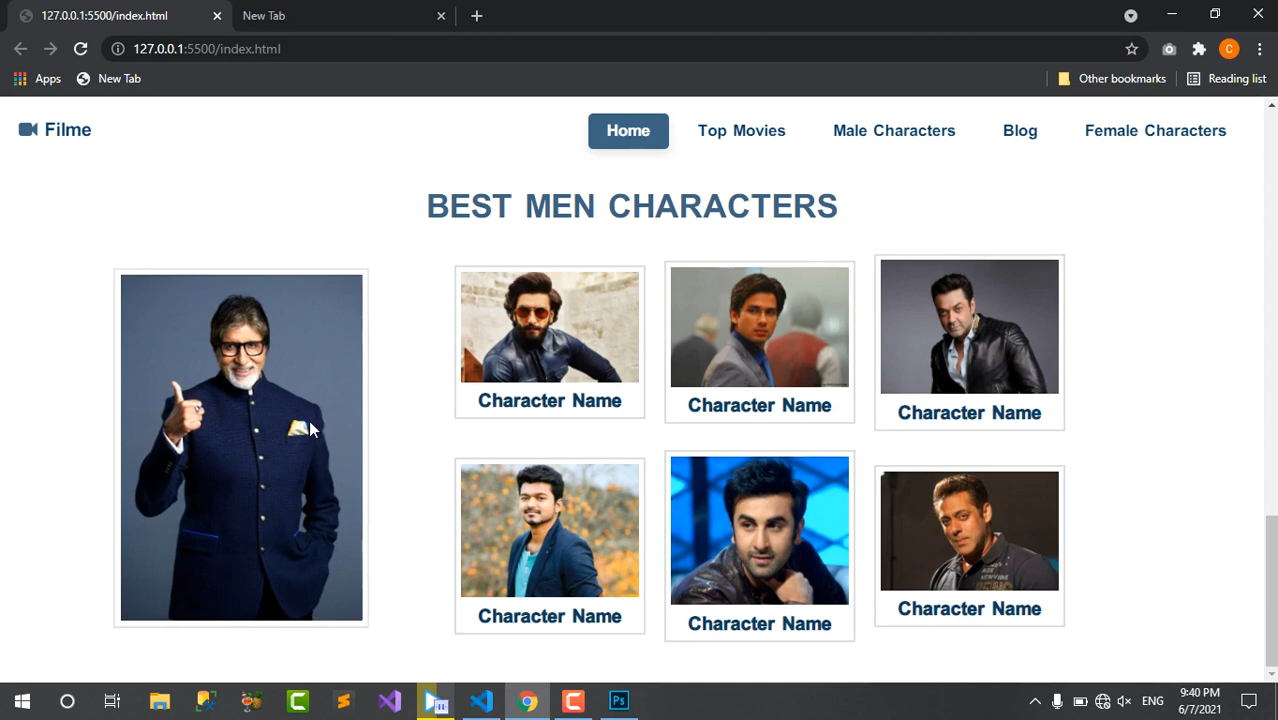 127.0.0.1:5500/index.html
New Tab
127.0.0.1:5500/index.html
C
Apps
New Tab
Other bookmarks
Reading list
Filme
Home
Top Movies
Male Characters
Blog
Female Characters
BEST MEN CHARACTERS
Character Name
Character Name
Character Name
Character Name
Character Name
Character Name
Ps
ENG
9:40 PM
6/7/2021